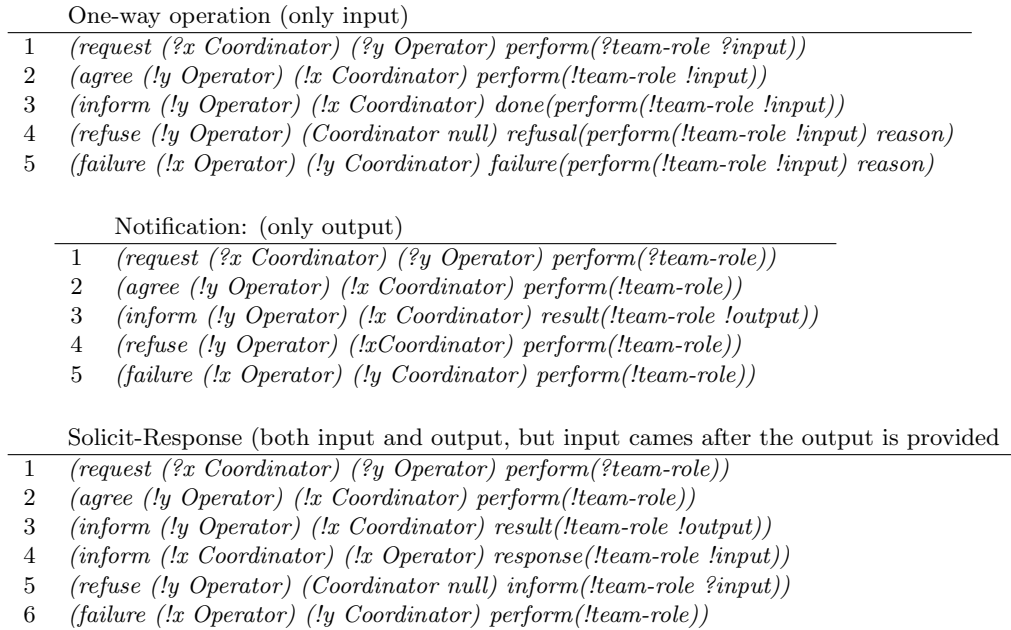 One-way operation (only input)
1 (request (?x Coordinator) (?y Operator) perform(?team-role ?input))
2 (agree (!y Operator) (!x Coordinator) perform(!team-role !input))
3 (inform (!y Operator) (!x Coordinator) done(perform(!team-role !input))
4 (refuse (!y Operator) (Coordinator null) refusal(perform(!team-role !input) reason)
5 (failure (!x Operator) (!y Coordinator) failure(perform(!team-role !input) reason)
Notification: (only output)
1 (request (?x Coordinator) (?y Operator) perform(?team-role))
2 (agree (!y Operator) (!x Coordinator) perform(!team-role))
3 (inform (!y Operator) (!x Coordinator) result(!team-role !output))
4 (refuse (!y Operator) (!xCoordinator) perform(!team-role))
5 (failure (!x Operator) (!y Coordinator) perform(!team-role))
Solicit-Response (both input and output, but input cames after the output is provided
1 (request (?x Coordinator) (?y Operator) perform(?team-role))
2 (agree (!y Operator) (!x Coordinator) perform(!team-role))
3 (inform (!y Operator) (!x Coordinator) result(!team-role !output))
4 (inform (!x Coordinator) (!x Operator) response(!team-role !input))
5 (refuse (!y Operator) (Coordinator null) inform(!team-role ?input))
6 (failure (!x Operator) (!y Coordinator) perform(!team-role))